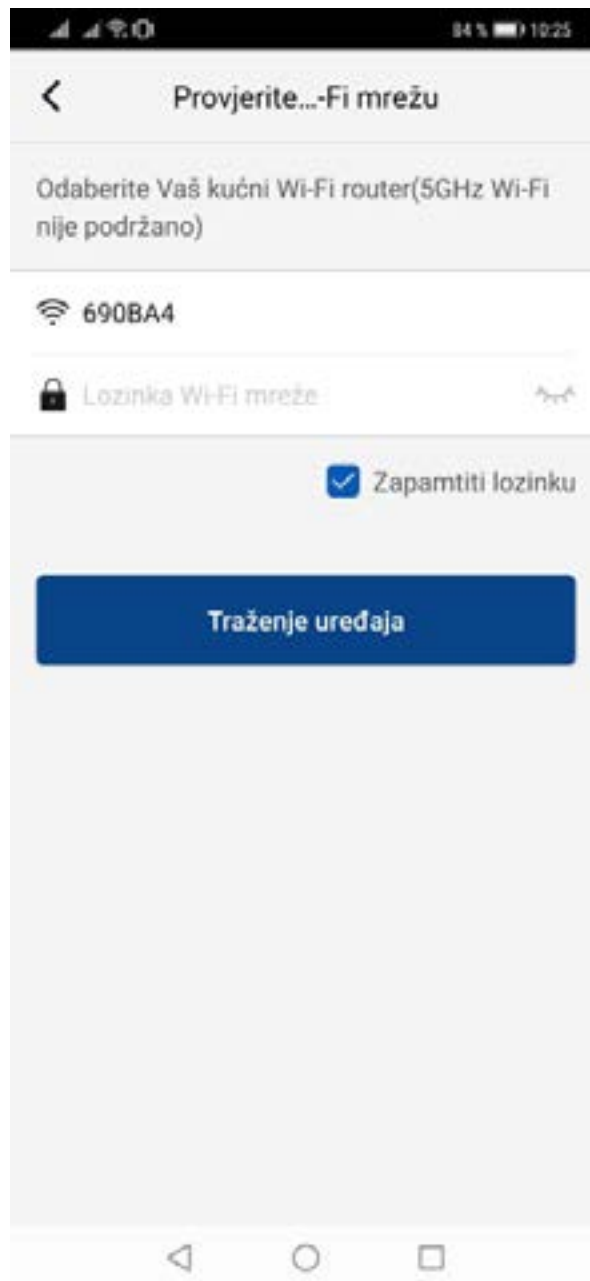 84 % 10:25
Provjerite...-Fi mrežu
Odaberite Vaš kućni Wi-Fi router(5GHz Wi-Fi
nije podržano)
690BA4
Lozinka Wi-Fi mreže
Zapamtiti lozinku
Traženje uređaja